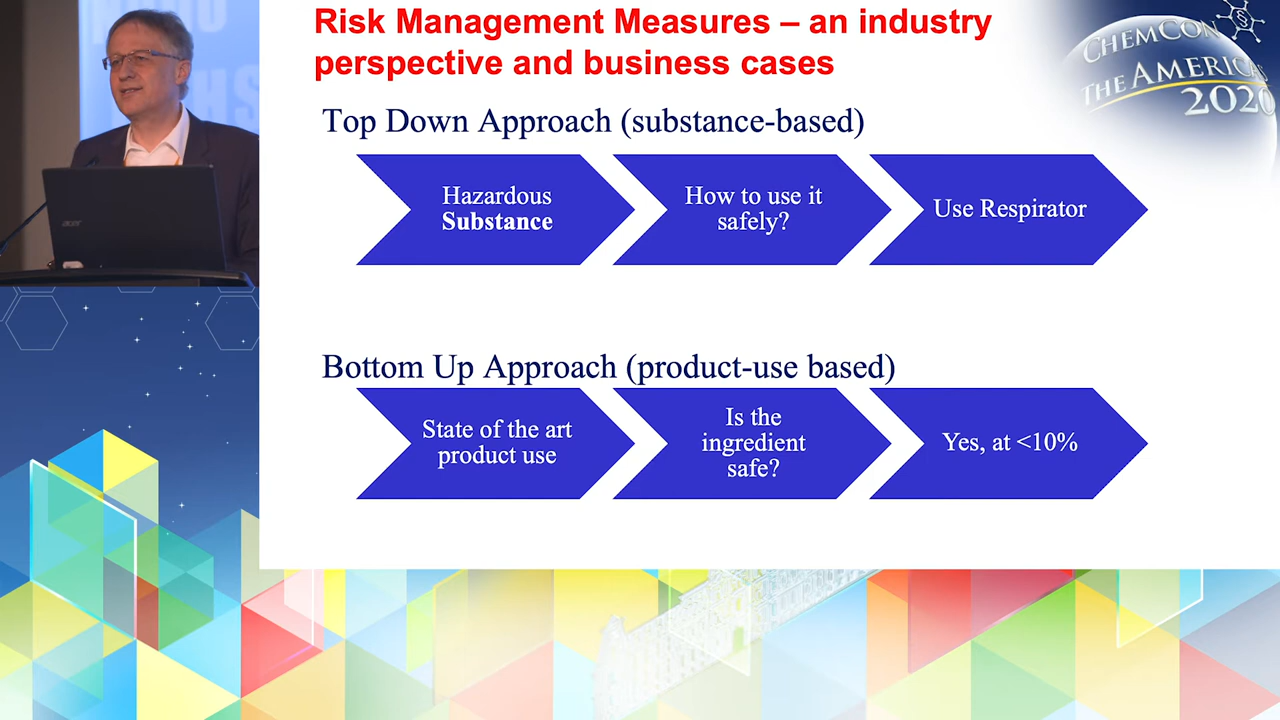 Risk Management Measures – an industry
perspective and business cases
CHEMCON
THE AMERICAS
2020
Top Down Approach (substance-based)
Hazardous
Substance
How to use it
safely?
Use Respirator
Bottom Up Approach (product-use based)
State of the art
product use
Is the
ingredient
safe?
Yes, at <10%
acer